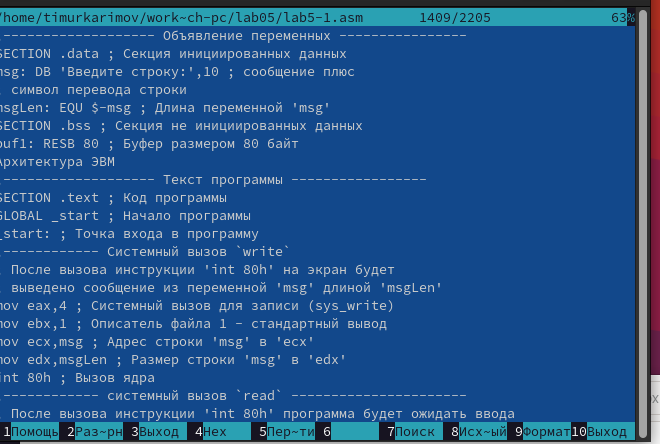 /home/timurkarimov/work~ch-pc/lab05/lab5-1.asm 1409/2205 63%
------------------- Объявление переменных ----------------
SECTION .data ; Секция инициированных данных
msg: DB 'Введите строку:',10 ; сообщение плюс
; символ перевода строки
msgLen: EQU $-msg ; Длина переменной 'msg'
SECTION .bss ; Секция не инициированных данных
buf1: RESB 80 ; Буфер размером 80 байт
Архитектура ЭВМ
------------------- Текст программы -----------------
SECTION .text ; Код программы
GLOBAL _start ; Начало программы
_start: ; Точка входа в программу
------------ Системный вызов `write`
; После вызова инструкции 'int 80h' на экран будет
; выведено сообщение из переменной 'msg' длиной 'msgLen'
mov eax,4 ; Системный вызов для записи (sys_write)
mov ebx,1 ; Описатель файла 1 - стандартный вывод
mov ecx,msg ; Адрес строки 'msg' в 'ecx'
mov edx,msgLen ; Размер строки 'msg' в 'edx'
int 80h ; Вызов ядра
------------ системный вызов `read` ----------------------
; После вызова инструкции 'int 80h' программа будет ожидать ввода
1Помощь 2Раз~рн 3Выход 4Hex 5Пер~ти 6 7Поиск 8Исх~ый 9Формат 10Выход